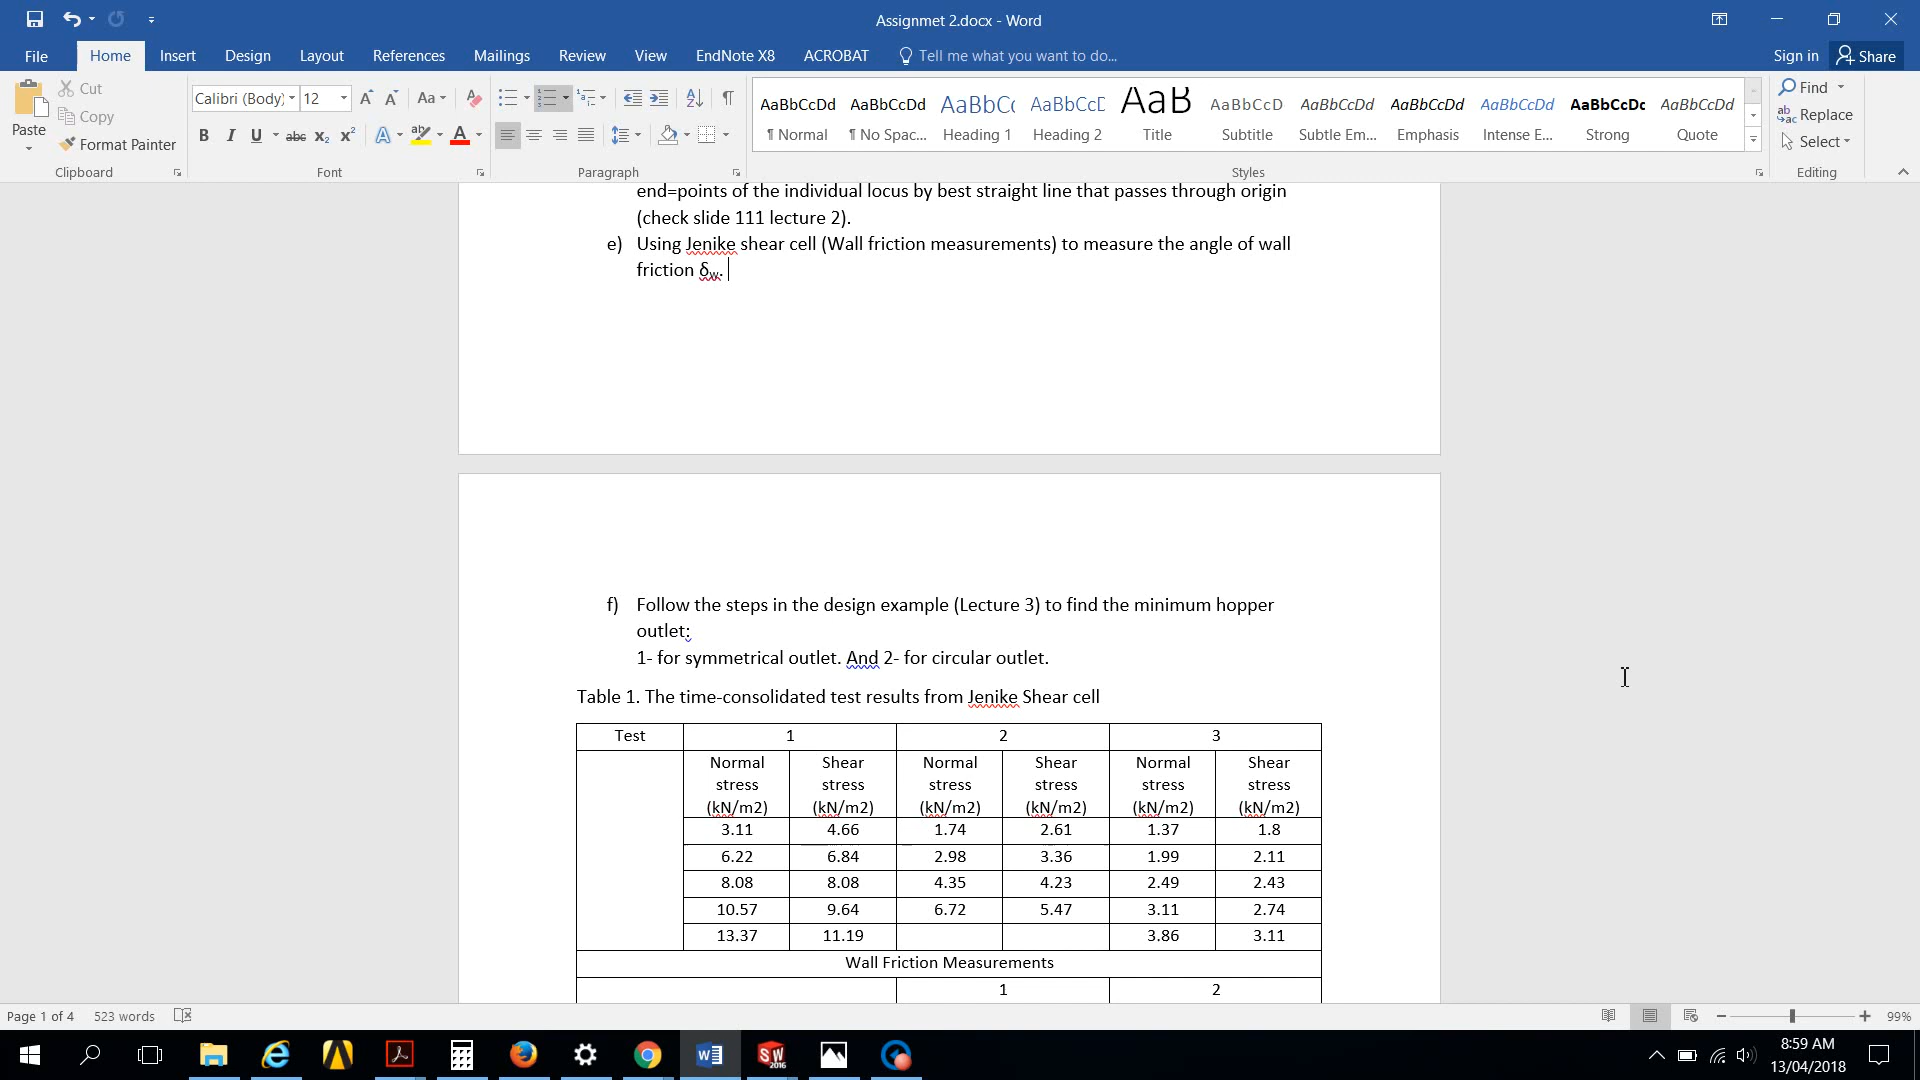 Assignmet 2.docx - Word
File Home Insert Design Layout References Mailings Review View EndNote X8 ACROBAT Tell me what you want to do... Sign in Share
Paste
Cut
Copy
Format Painter
Clipboard
Calibri (Body) 12
Font
Paragraph
AaBbCcDd AaBbCcDd AaBbCc AaBbCcD AaB AaBbCcD AaBbCcDd AaBbCcDd AaBbCcDd AaBbCcDc AaBbCcDd
¶ Normal ¶ No Spac... Heading 1 Heading 2 Title Subtitle Subtle Em... Emphasis Intense E... Strong Quote
Styles
Find
Replace
Select
Editing
end=points of the individual locus by best straight line that passes through origin
(check slide 111 lecture 2).
e) Using Jenike shear cell (Wall friction measurements) to measure the angle of wall
friction δw.
f) Follow the steps in the design example (Lecture 3) to find the minimum hopper
outlet:
1- for symmetrical outlet. And 2- for circular outlet.
Table 1. The time-consolidated test results from Jenike Shear cell
Test 1 2 3
Normal Shear Normal Shear Normal Shear
stress stress stress stress stress stress
(kN/m2) (kN/m2) (kN/m2) (kN/m2) (kN/m2) (kN/m2)
3.11 4.66 1.74 2.61 1.37 1.8
6.22 6.84 2.98 3.36 1.99 2.11
8.08 8.08 4.35 4.23 2.49 2.43
10.57 9.64 6.72 5.47 3.11 2.74
13.37 11.19 3.86 3.11
Wall Friction Measurements
1 2
Page 1 of 4 523 words 99%
8:59 AM
13/04/2018